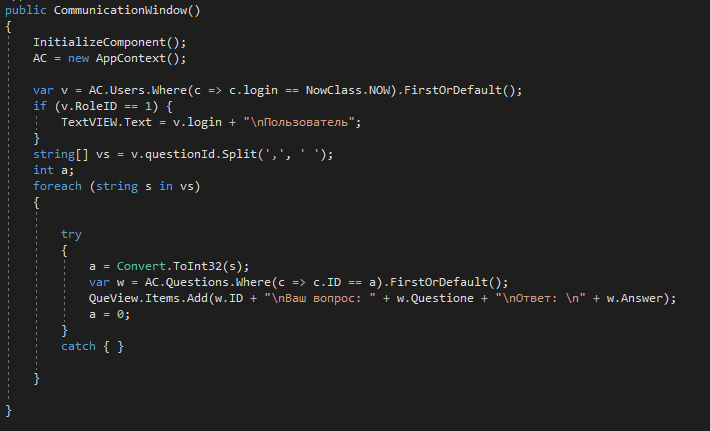 public CommunicationWindow()
{
InitializeComponent();
AC = new AppContext();
var v = AC.Users.Where(c => c.login == NowClass.NOW).FirstOrDefault();
if (v.RoleID == 1) {
TextVIEW.Text = v.login + "\nПользователь";
}
string[] vs = v.questionId.Split(',', ' ');
int a;
foreach (string s in vs)
{
try
{
a = Convert.ToInt32(s);
var w = AC.Questions.Where(c => c.ID == a).FirstOrDefault();
QueView.Items.Add(w.ID + "\nВаш вопрос: " + w.Questione + "\nОтвет: \n" + w.Answer);
a = 0;
}
catch { }
}
}